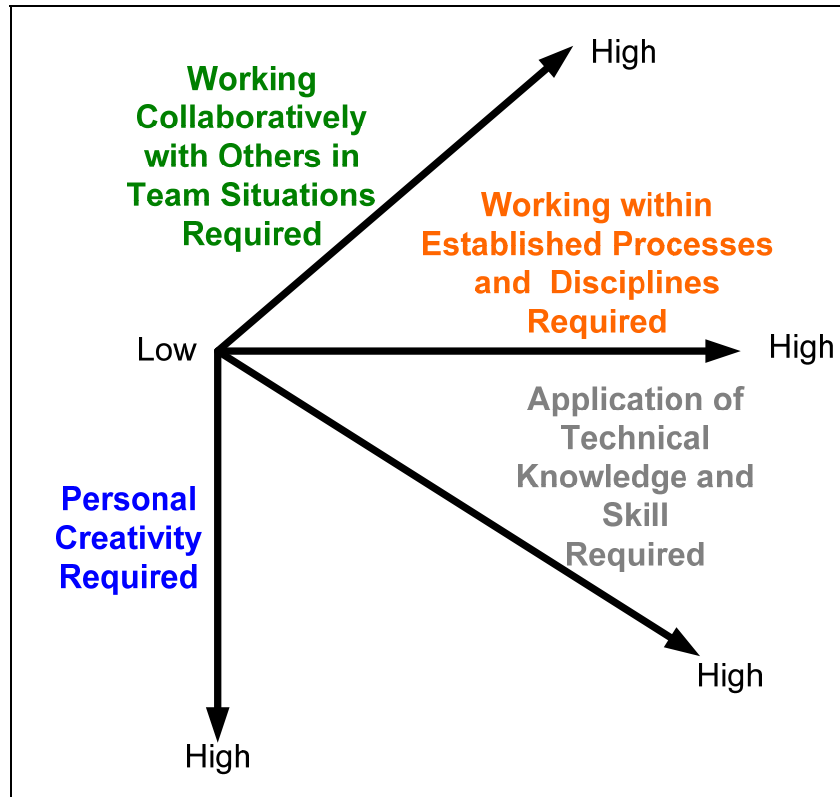 High
Working
Collaboratively
with Others in
Team Situations
Required
Working within
Established Processes
and Disciplines
Required
Low
High
Application of
Technical
Knowledge and
Skill
Required
Personal
Creativity
Required
High
High